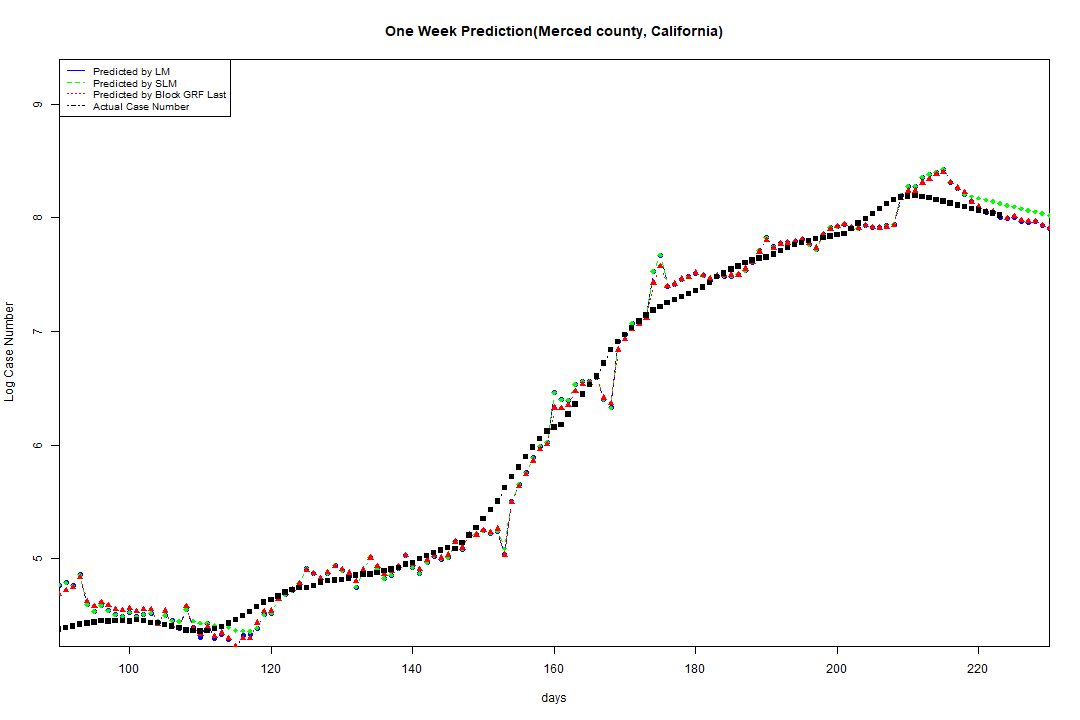 One Week Prediction(Merced county, California)
Predicted by LM
Predicted by SLM
Predicted by Block GRF Last
Actual Case Number
9
8
7
6
5
Log Case Number
100 120 140 160 180 200 220
days